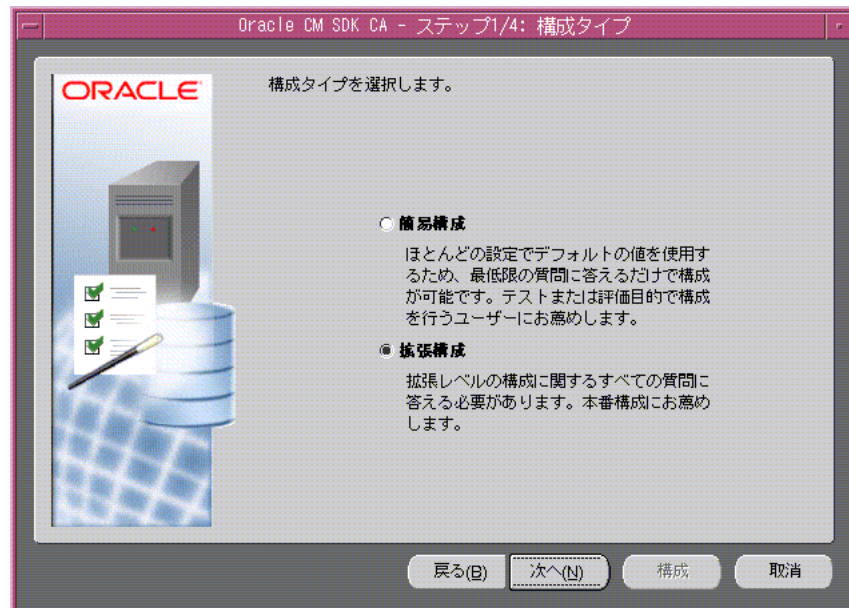 Oracle CM SDK CA - ステップ1/4: 構成タイプ
ORACLE
構成タイプを選択します。
簡易構成
ほとんどの設定でデフォルトの値を使用す
るため、最低限の質問に答えるだけで構成
が可能です。テストまたは評価目的で構成
を行うユーザーにお薦めします。
拡張構成
拡張レベルの構成に関するすべての質問に
答える必要があります。本番構成にお薦め
します。
戻る(B) 次へ(N) 構成 取消